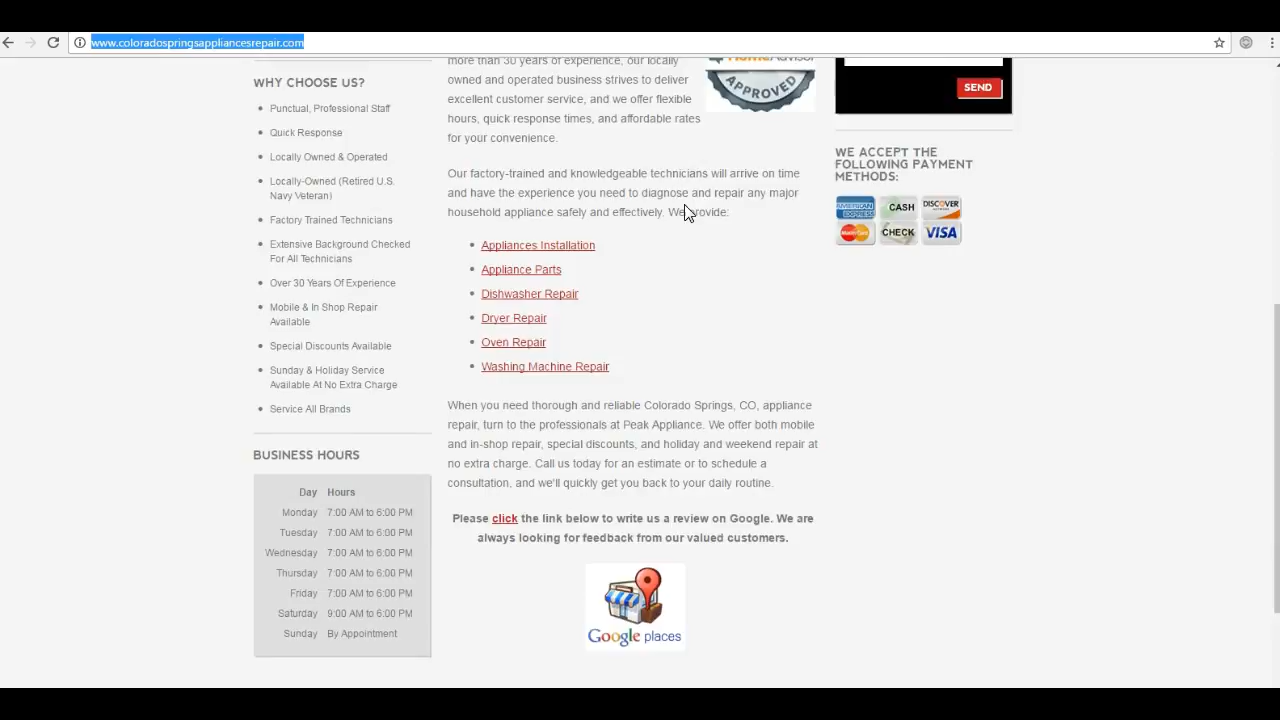 www.coloradospringsappliancesrepair.com
WHY CHOOSE US?
Punctual, Professional Staff
Quick Response
Locally Owned & Operated
Locally-Owned (Retired U.S.
Navy Veteran)
Factory Trained Technicians
Extensive Background Checked
For All Technicians
Over 30 Years Of Experience
Mobile & In Shop Repair
Available
Special Discounts Available
Sunday & Holiday Service
Available At No Extra Charge
Service All Brands
BUSINESS HOURS
Day Hours
Monday 7:00 AM to 6:00 PM
Tuesday 7:00 AM to 6:00 PM
Wednesday 7:00 AM to 6:00 PM
Thursday 7:00 AM to 6:00 PM
Friday 7:00 AM to 6:00 PM
Saturday 9:00 AM to 6:00 PM
Sunday By Appointment
more than 30 years of experience, our locally
owned and operated business strives to deliver
excellent customer service, and we offer flexible
hours, quick response times, and affordable rates
for your convenience.
APPROVED
Our factory-trained and knowledgeable technicians will arrive on time
and have the experience you need to diagnose and repair any major
household appliance safely and effectively. We provide:
Appliances Installation
Appliance Parts
Dishwasher Repair
Dryer Repair
Oven Repair
Washing Machine Repair
When you need thorough and reliable Colorado Springs, CO, appliance
repair, turn to the professionals at Peak Appliance. We offer both mobile
and in-shop repair, special discounts, and holiday and weekend repair at
no extra charge. Call us today for an estimate or to schedule a
consultation, and we'll quickly get you back to your daily routine.
Please click the link below to write us a review on Google. We are
always looking for feedback from our valued customers.
Google places
SEND
WE ACCEPT THE
FOLLOWING PAYMENT
METHODS:
AMERICAN EXPRESS CASH DISCOVER
MasterCard CHECK VISA